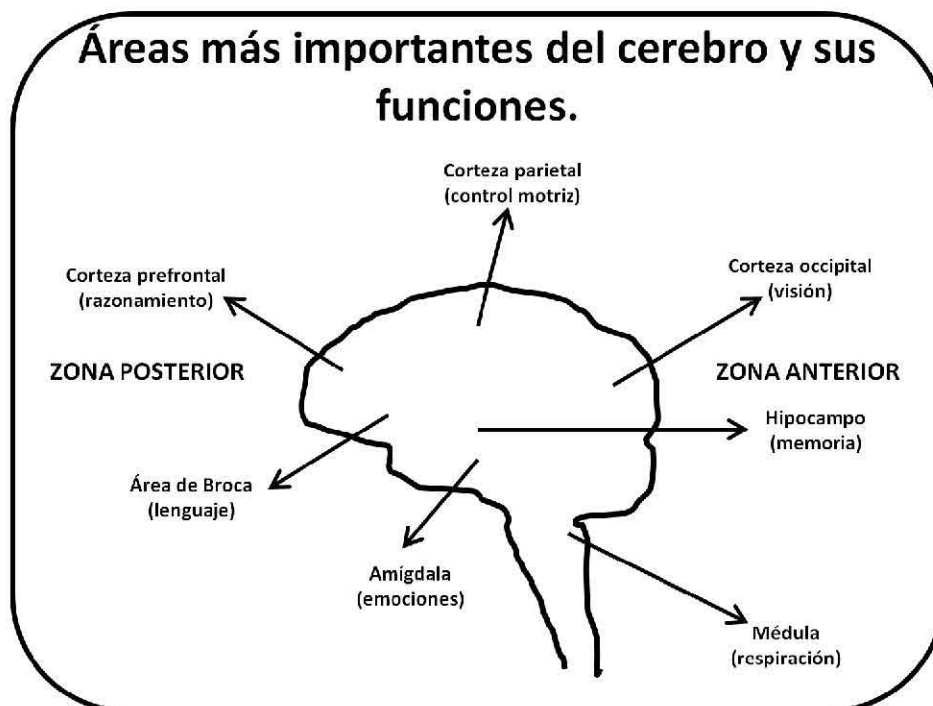 Áreas más importantes del cerebro y sus
funciones.
Corteza parietal
(control motriz)
Corteza prefrontal
(razonamiento)
Corteza occipital
(visión)
ZONA POSTERIOR
ZONA ANTERIOR
Hipocampo
(memoria)
Área de Broca
(lenguaje)
Amígdala
(emociones)
Médula
(respiración)